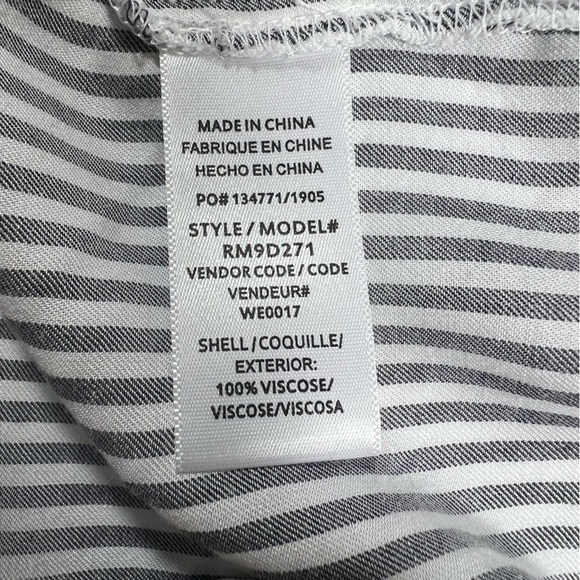 MADE IN CHINA
FABRIQUE EN CHINE
HECHO EN CHINA
PO# 134771/1905
STYLE / MODEL#
RM9D271
VENDOR CODE / CODE
VENDEUR#
WE0017
SHELL/COQUILLE/
EXTERIOR:
100% VISCOSE/
VISCOSE/VISCOSA